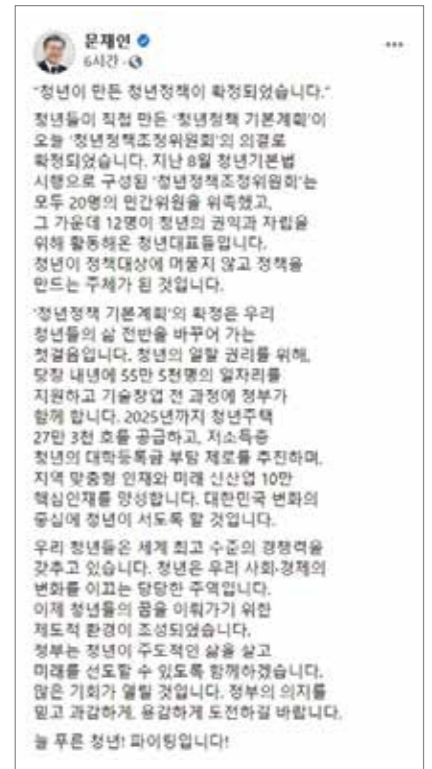 문재인
6시간 ·
"청년이 만든 청년정책이 확정되었습니다."
청년들이 직접 만든 '청년정책 기본계획'이
오늘 '청년정책조정위원회'의 의결로
확정되었습니다. 지난 8월 청년기본법
시행으로 구성된 '청년정책조정위원회'는
모두 20명의 민간위원을 위촉했고,
그 가운데 12명이 청년의 권익과 자립을
위해 활동해온 청년대표들입니다.
청년이 정책대상에 머물지 않고 정책을
만드는 주체가 된 것입니다.
'청년정책 기본계획'의 확정은 우리
청년들의 삶 전반을 바꾸어 가는
첫걸음입니다. 청년의 일할 권리를 위해,
당장 내년에 55만 5천명의 일자리를
지원하고 기술창업 전 과정에 정부가
함께 합니다. 2025년까지 청년주택
27만 3천 호를 공급하고, 저소득층
청년의 대학등록금 부담 제로를 추진하며,
지역 맞춤형 인재와 미래 신산업 10만
핵심인재를 양성합니다. 대한민국 변화의
중심에 청년이 서도록 할 것입니다.
우리 청년들은 세계 최고 수준의 경쟁력을
갖추고 있습니다. 청년은 우리 사회·경제의
변화를 이끄는 당당한 주역입니다.
이제 청년들의 꿈을 이뤄가기 위한
제도적 환경이 조성되었습니다.
정부는 청년이 주도적인 삶을 살고
미래를 선도할 수 있도록 함께하겠습니다.
많은 기회가 열릴 것입니다. 정부의 의지를
믿고 과감하게, 용감하게 도전하길 바랍니다.
늘 푸른 청년! 파이팅입니다!